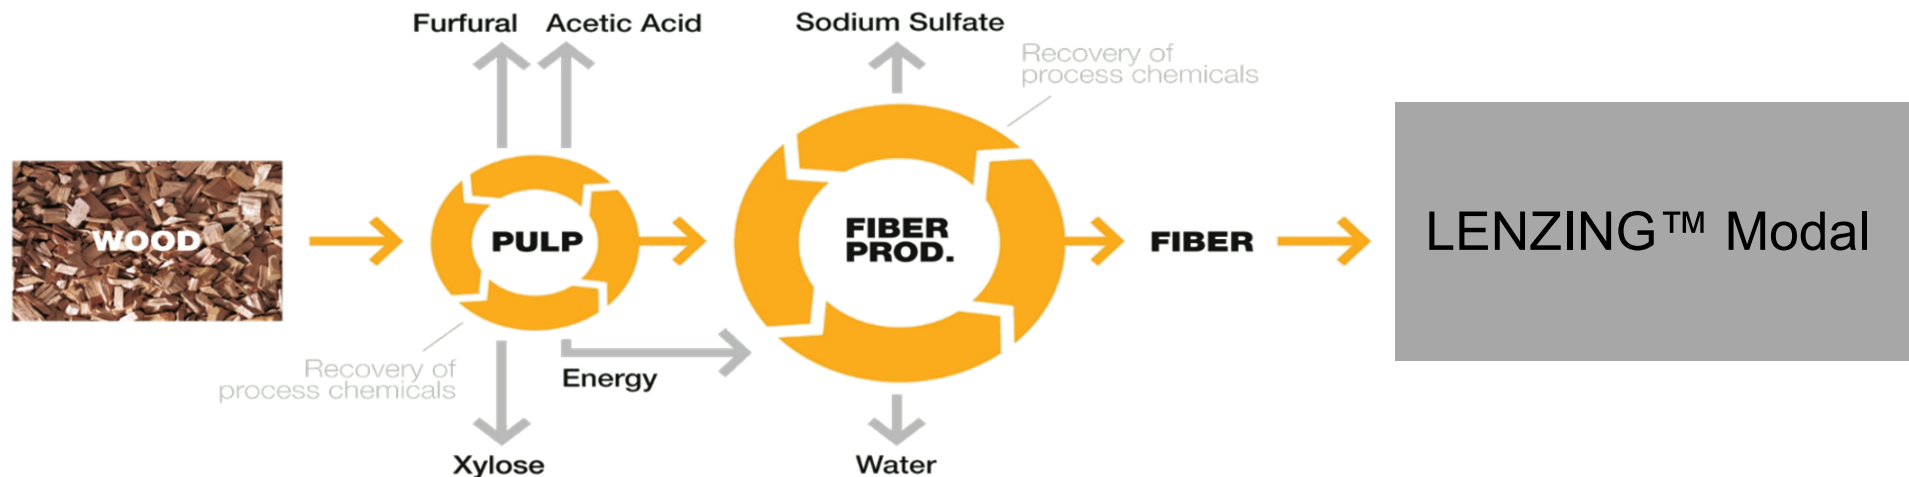 Furfural
Acetic Acid
Sodium Sulfate
Recovery of
process chemicals
WOOD
PULP
FIBER
PROD.
FIBER
LENZING™ Modal
Recovery of
process chemicals
Energy
Xylose
Water